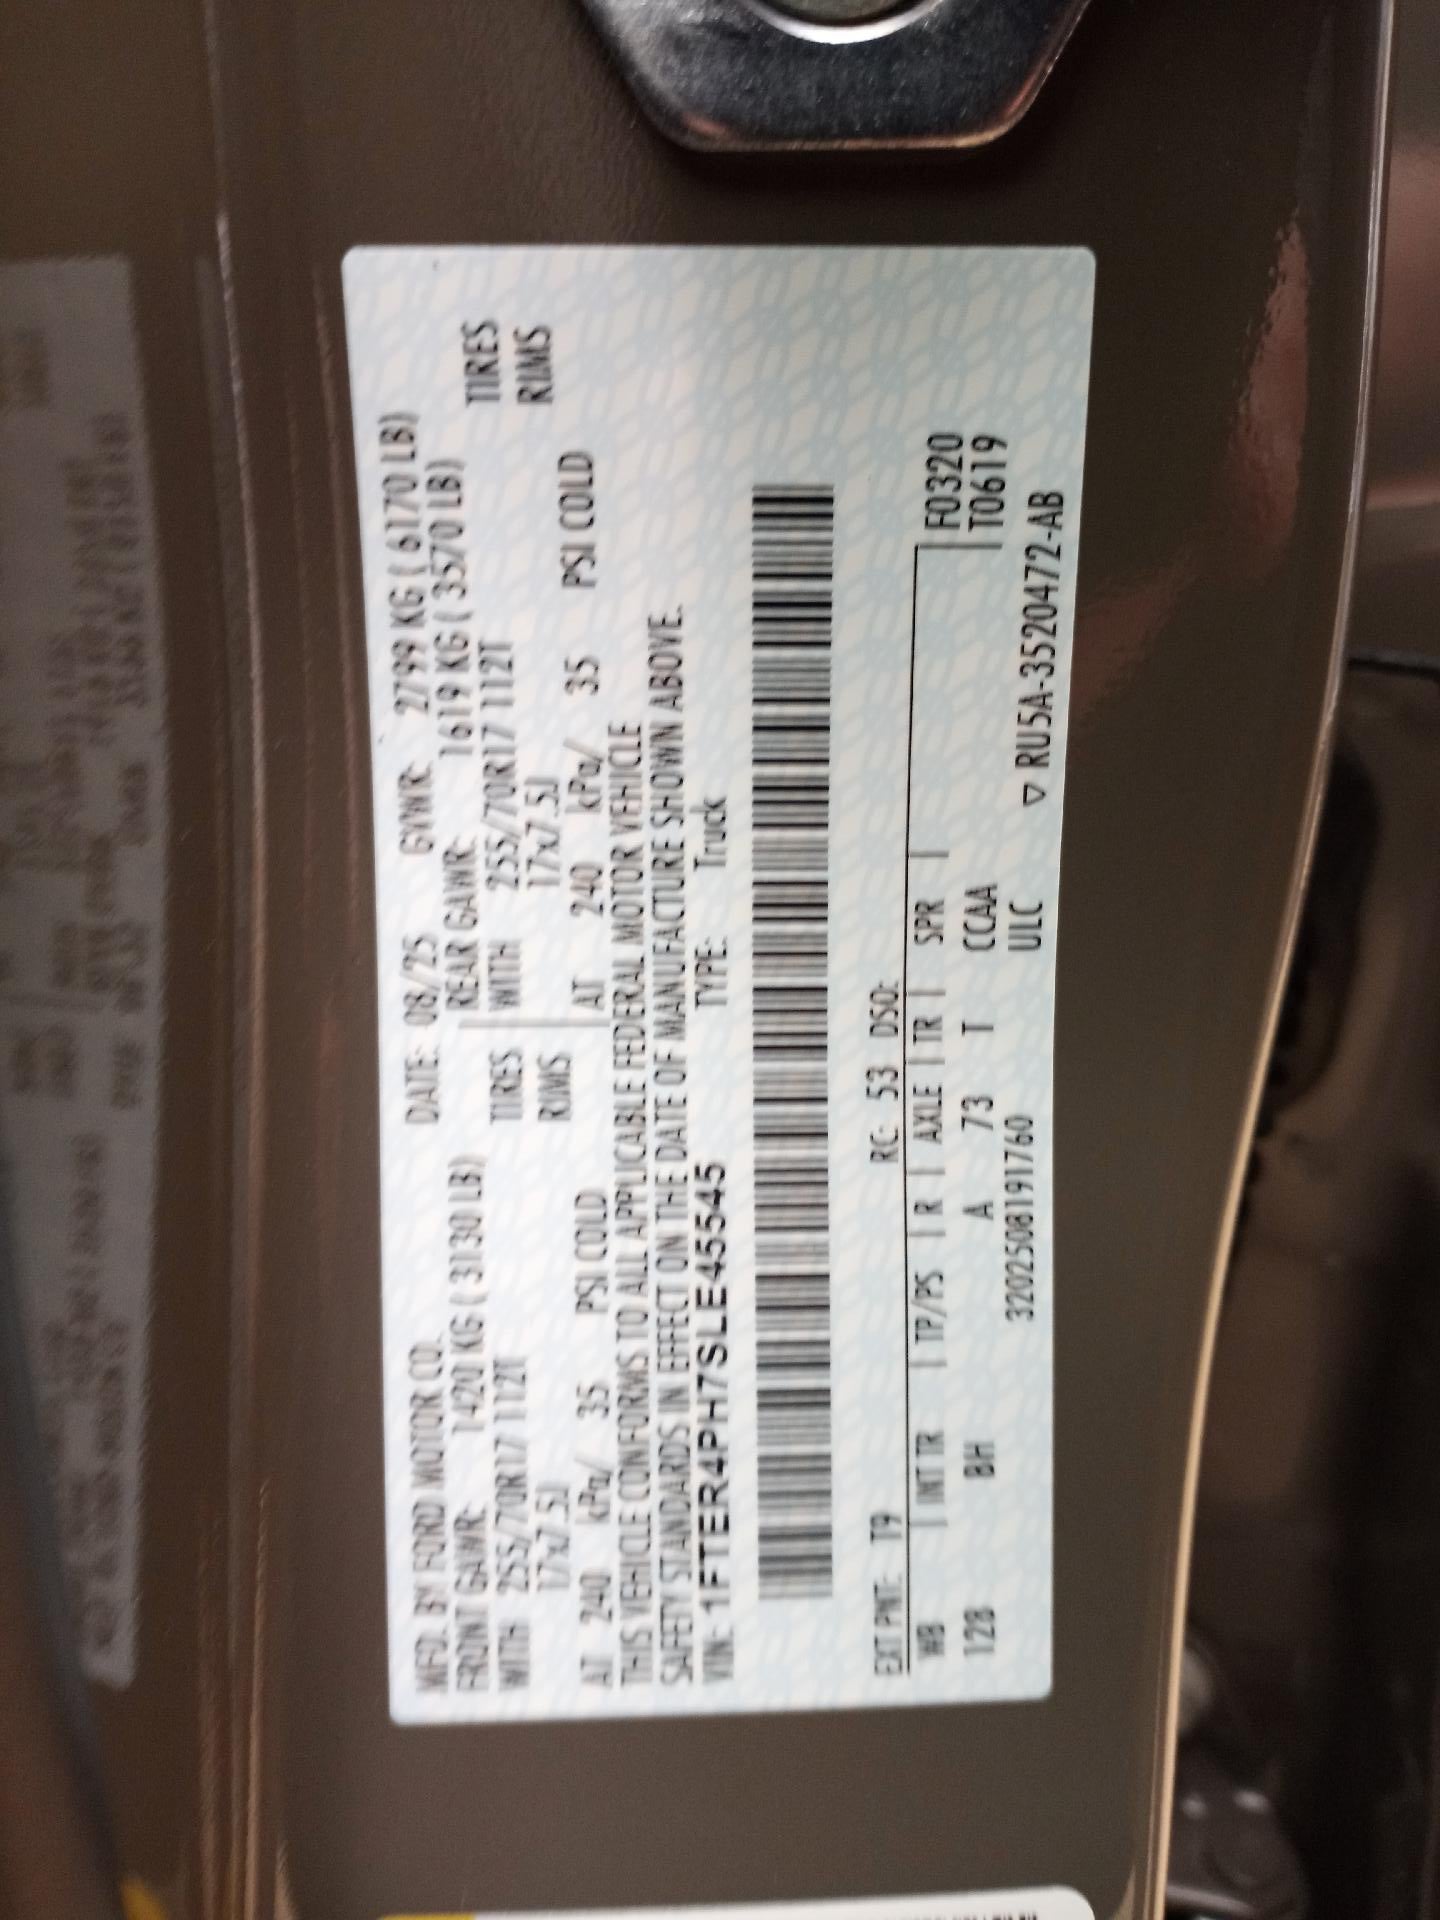 MFD. BY FORD MOTOR CO. DATE: 08/25 GVWR: 2799 KG ( 6170 LB)
FRONT GAWR: 1420 KG ( 3130 LB) REAR GAWR: 1619 KG ( 3570 LB)
WITH 255/70R17 112T TIRES WITH 255/70R17 112T TIRES
17x7.5J RIMS 17x7.5J RIMS
AT 240 kPa/ 35 PSI COLD AT 240 kPa/ 35 PSI COLD
THIS VEHICLE CONFORMS TO ALL APPLICABLE FEDERAL MOTOR VEHICLE
SAFETY STANDARDS IN EFFECT ON THE DATE OF MANUFACTURE SHOWN ABOVE.
VIN: 1FTER4PH7SLE45545 TYPE: Truck
EXT PNT: T9 RC: 53 DSO:
WB | INT TR | TP/PS | R | AXLE | TR | SPR | F0320
128 8H A 73 T CCAA T0619
3202508191760 ULC
▽ RU5A-3520472-AB